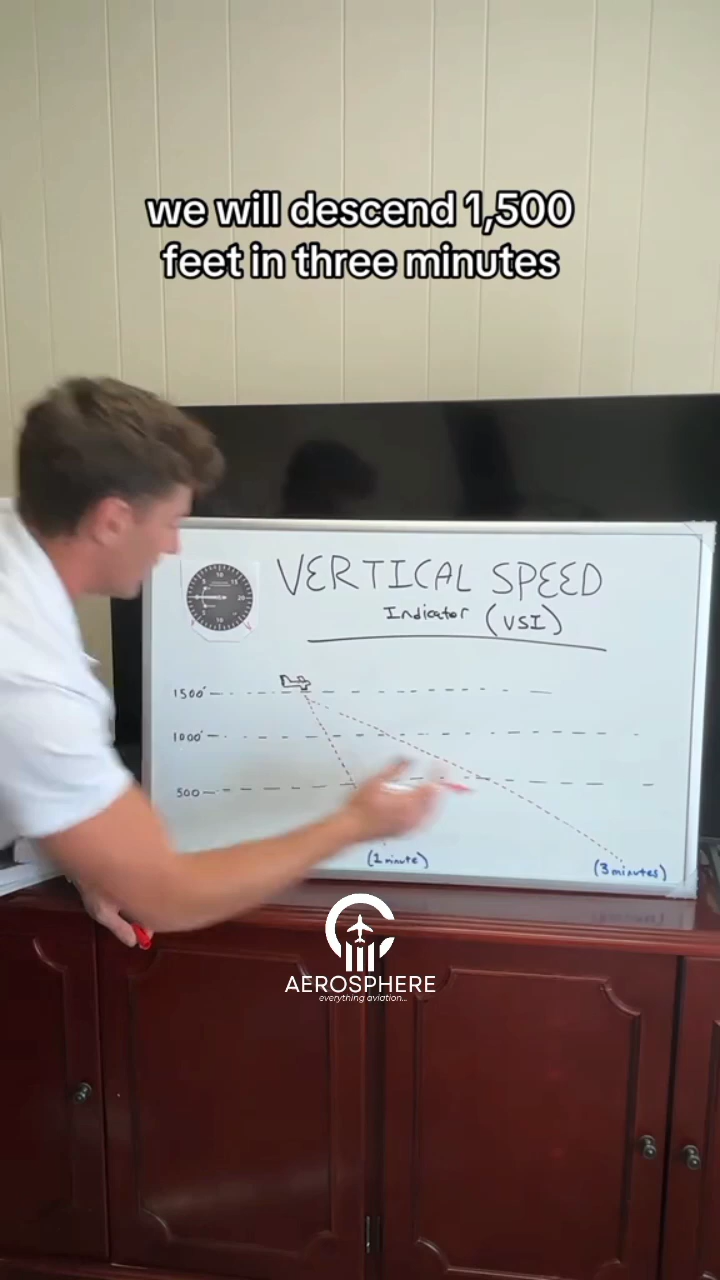 we will descend 1,500
feet in three minutes
VERTICAL SPEED
Indicator (VSI)
1500'
1000'
500
(1 minute)
(3 minutes)
AEROSPHERE
everything aviation...